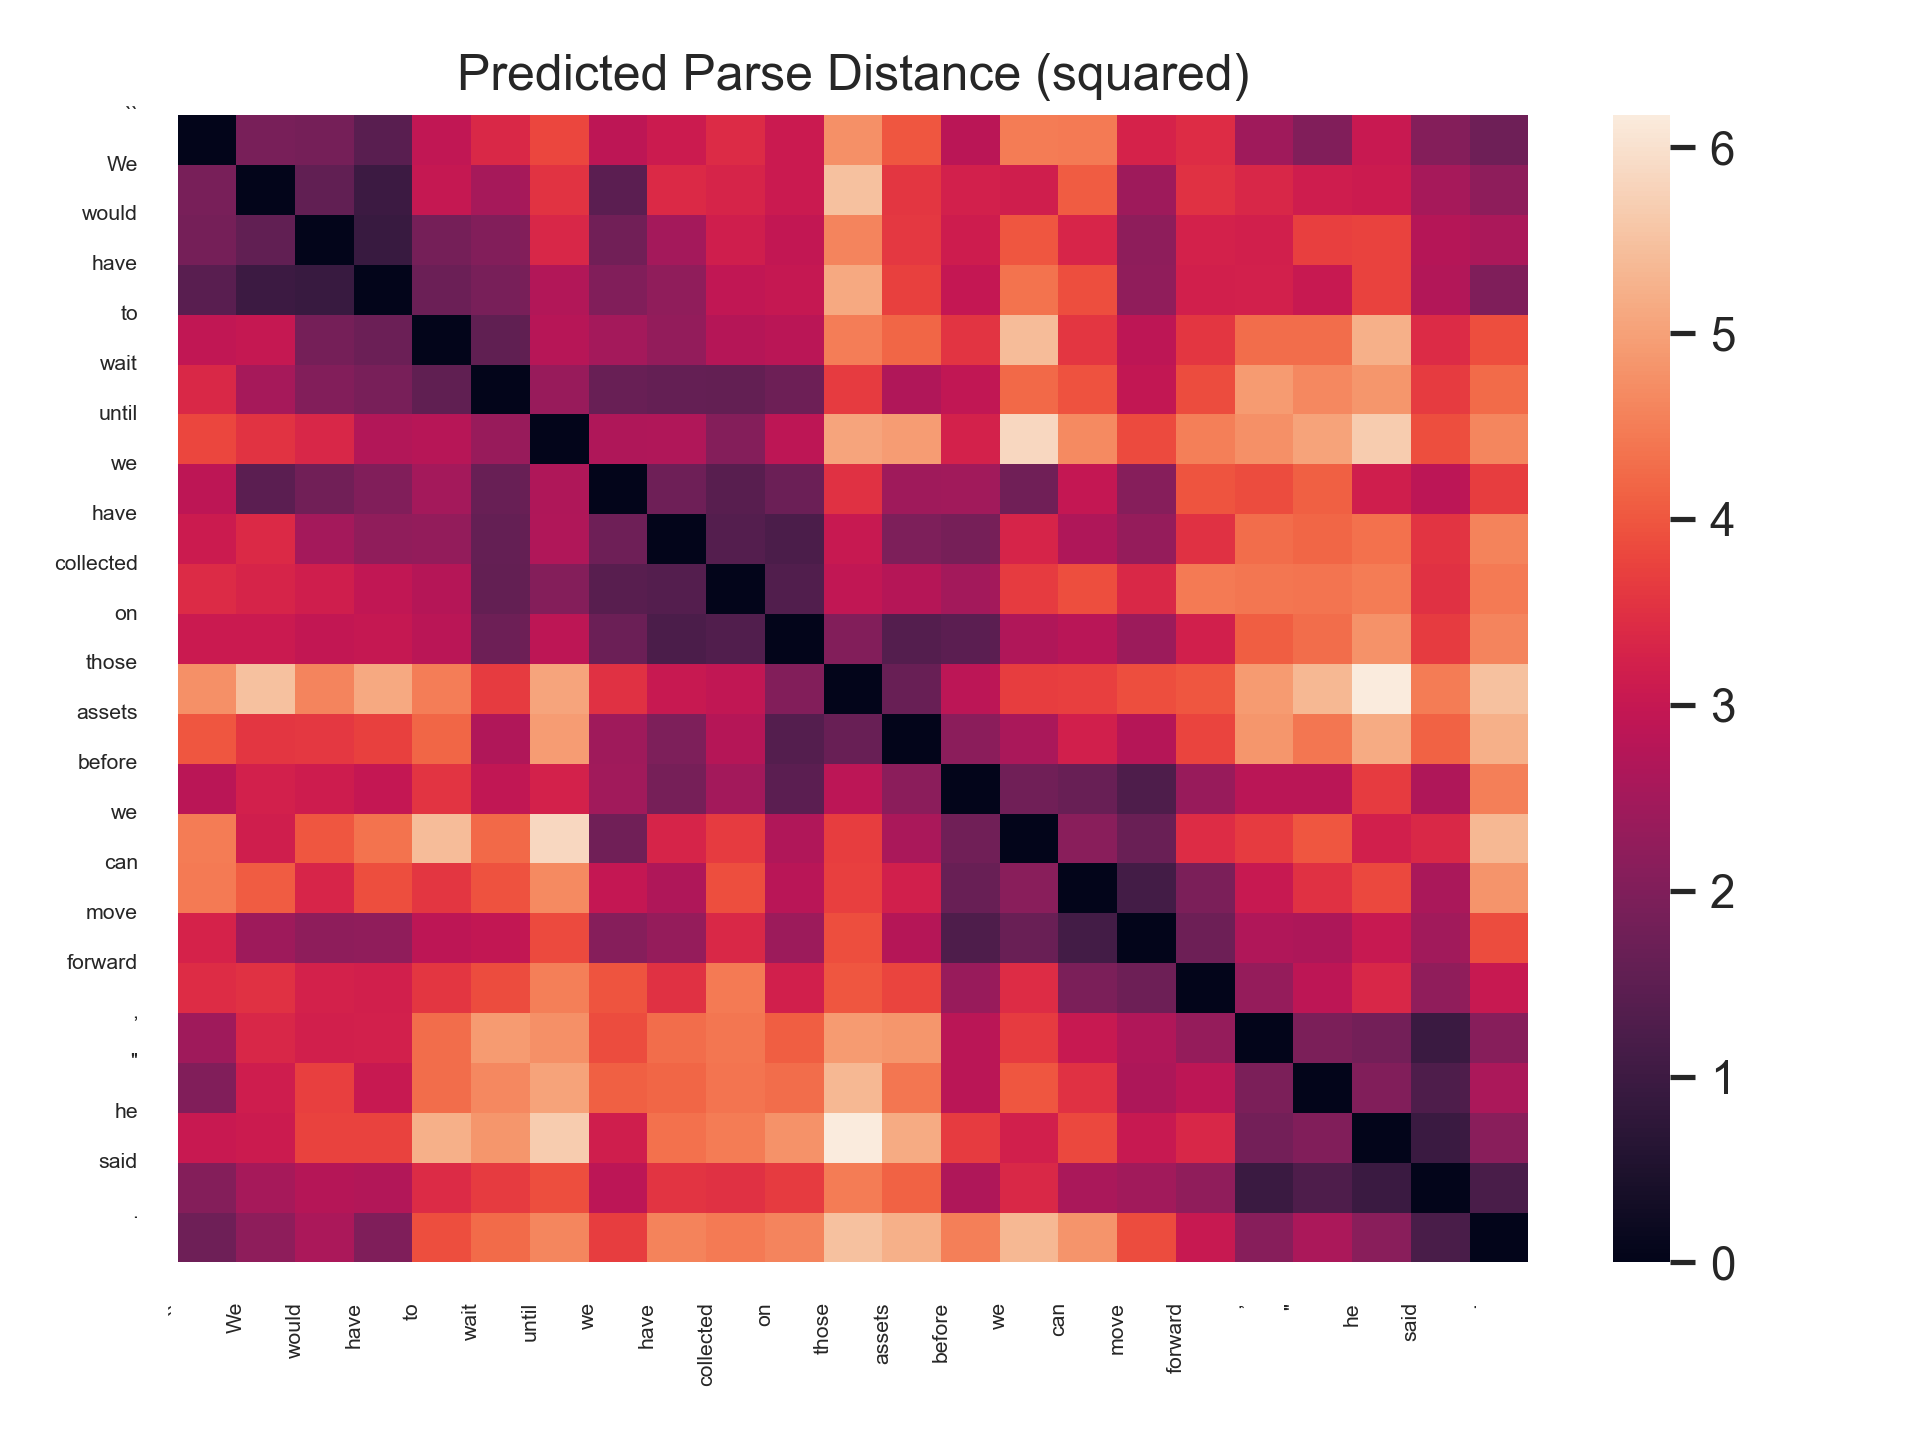 Predicted Parse Distance (squared)
``
We
would
have
to
wait
until
we
have
collected
on
those
assets
before
we
can
move
forward
,
"
he
said
.
6
5
4
3
2
1
0
`` We would have to wait until we have collected on those assets before we can move forward , " he said .